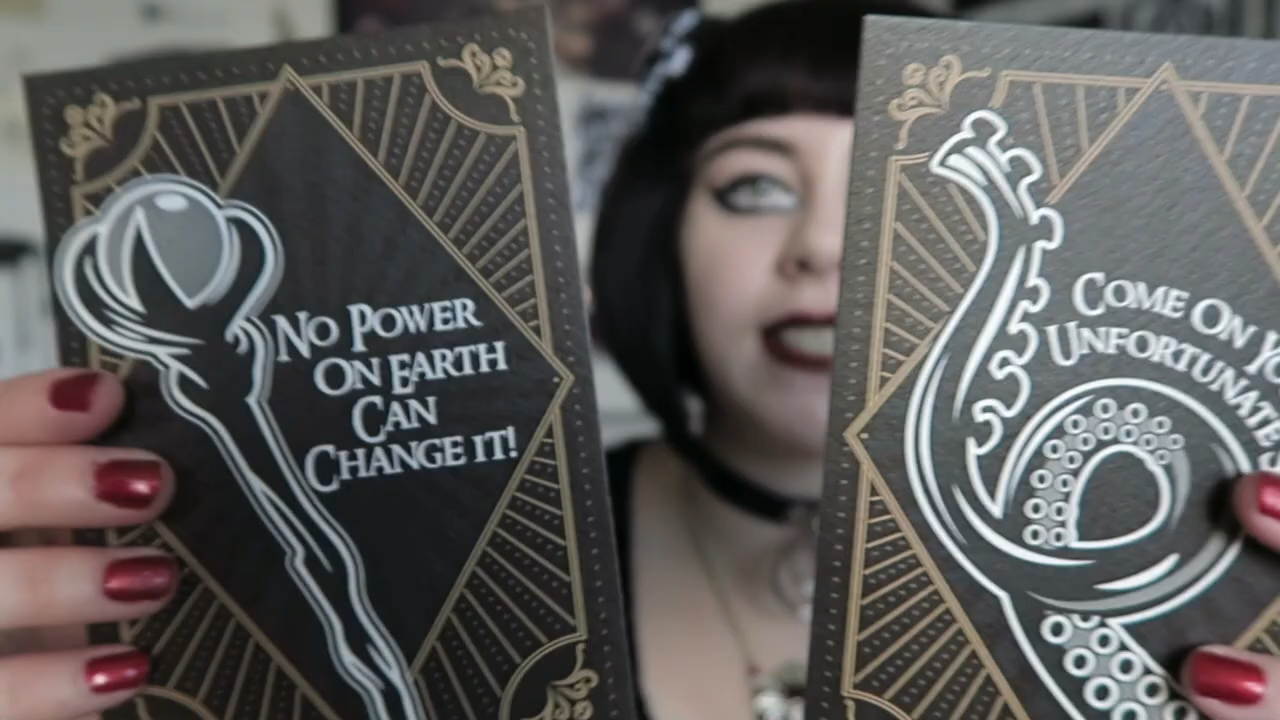 NO POWER
ON EARTH
CAN
CHANGE IT!
COME ON
UNFORTUNATE